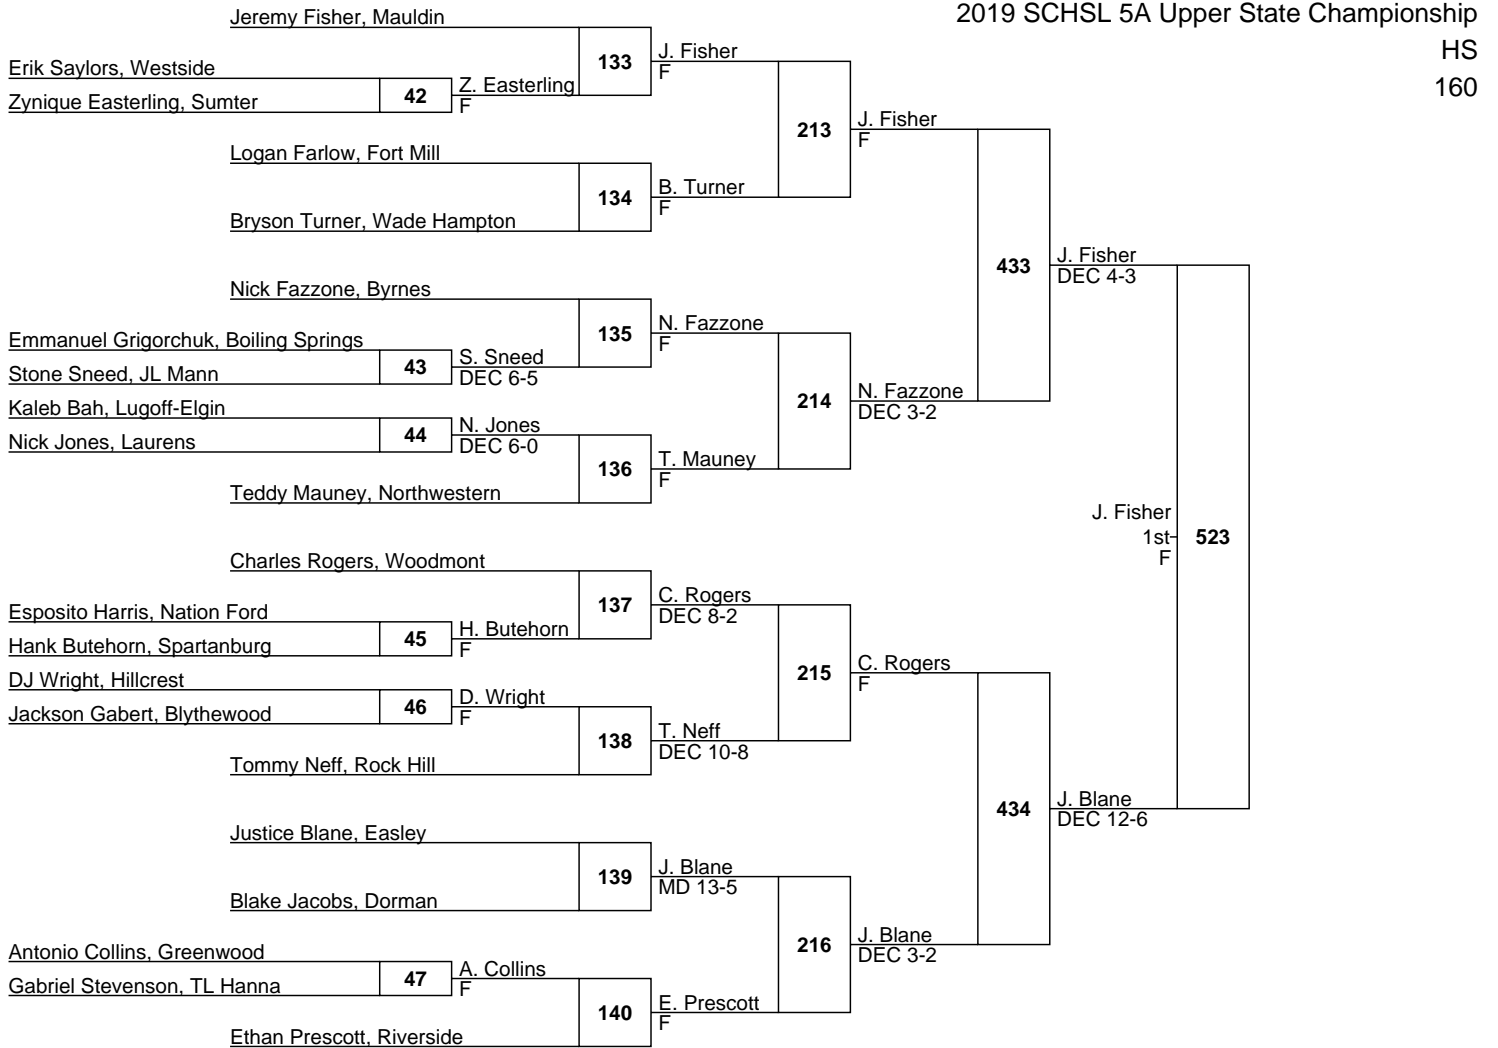 2019 SCHSL 5A Upper State Championship
HS
160
Jeremy Fisher, Mauldin
133
J. Fisher
F
Erik Saylors, Westside
42
Z. Easterling
F
Zynique Easterling, Sumter
213
J. Fisher
F
Logan Farlow, Fort Mill
134
B. Turner
F
Bryson Turner, Wade Hampton
433
J. Fisher
DEC 4-3
Nick Fazzone, Byrnes
135
N. Fazzone
F
Emmanuel Grigorchuk, Boiling Springs
43
S. Sneed
DEC 6-5
Stone Sneed, JL Mann
214
N. Fazzone
DEC 3-2
Kaleb Bah, Lugoff-Elgin
44
N. Jones
DEC 6-0
Nick Jones, Laurens
136
T. Mauney
F
Teddy Mauney, Northwestern
J. Fisher
1st
F
523
Charles Rogers, Woodmont
137
C. Rogers
DEC 8-2
Esposito Harris, Nation Ford
45
H. Butehorn
F
Hank Butehorn, Spartanburg
215
C. Rogers
F
DJ Wright, Hillcrest
46
D. Wright
F
Jackson Gabert, Blythewood
138
T. Neff
DEC 10-8
Tommy Neff, Rock Hill
434
J. Blane
DEC 12-6
Justice Blane, Easley
139
J. Blane
MD 13-5
Blake Jacobs, Dorman
216
J. Blane
DEC 3-2
Antonio Collins, Greenwood
47
A. Collins
F
Gabriel Stevenson, TL Hanna
140
E. Prescott
F
Ethan Prescott, Riverside